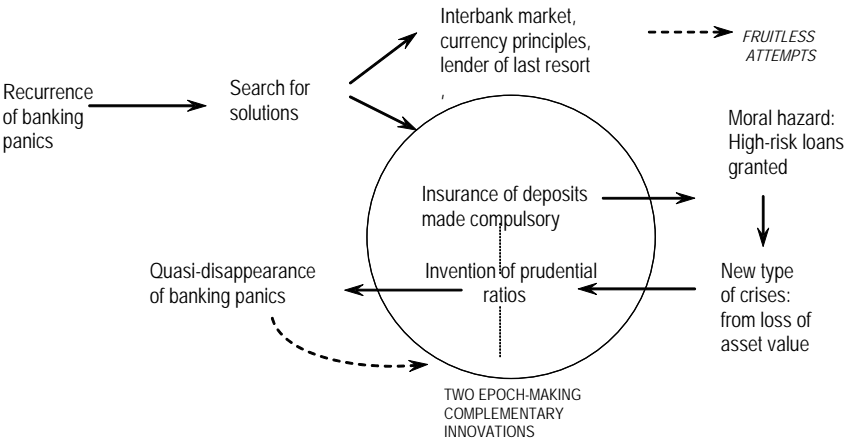 Recurrence
of banking
panics
Search for
solutions
Interbank market,
currency principles,
lender of last resort
,
FRUITLESS
ATTEMPTS
Insurance of deposits
made compulsory
Moral hazard:
High-risk loans
granted
New type
of crises:
from loss of
asset value
Invention of prudential
ratios
Quasi-disappearance
of banking panics
TWO EPOCH-MAKING
COMPLEMENTARY
INNOVATIONS